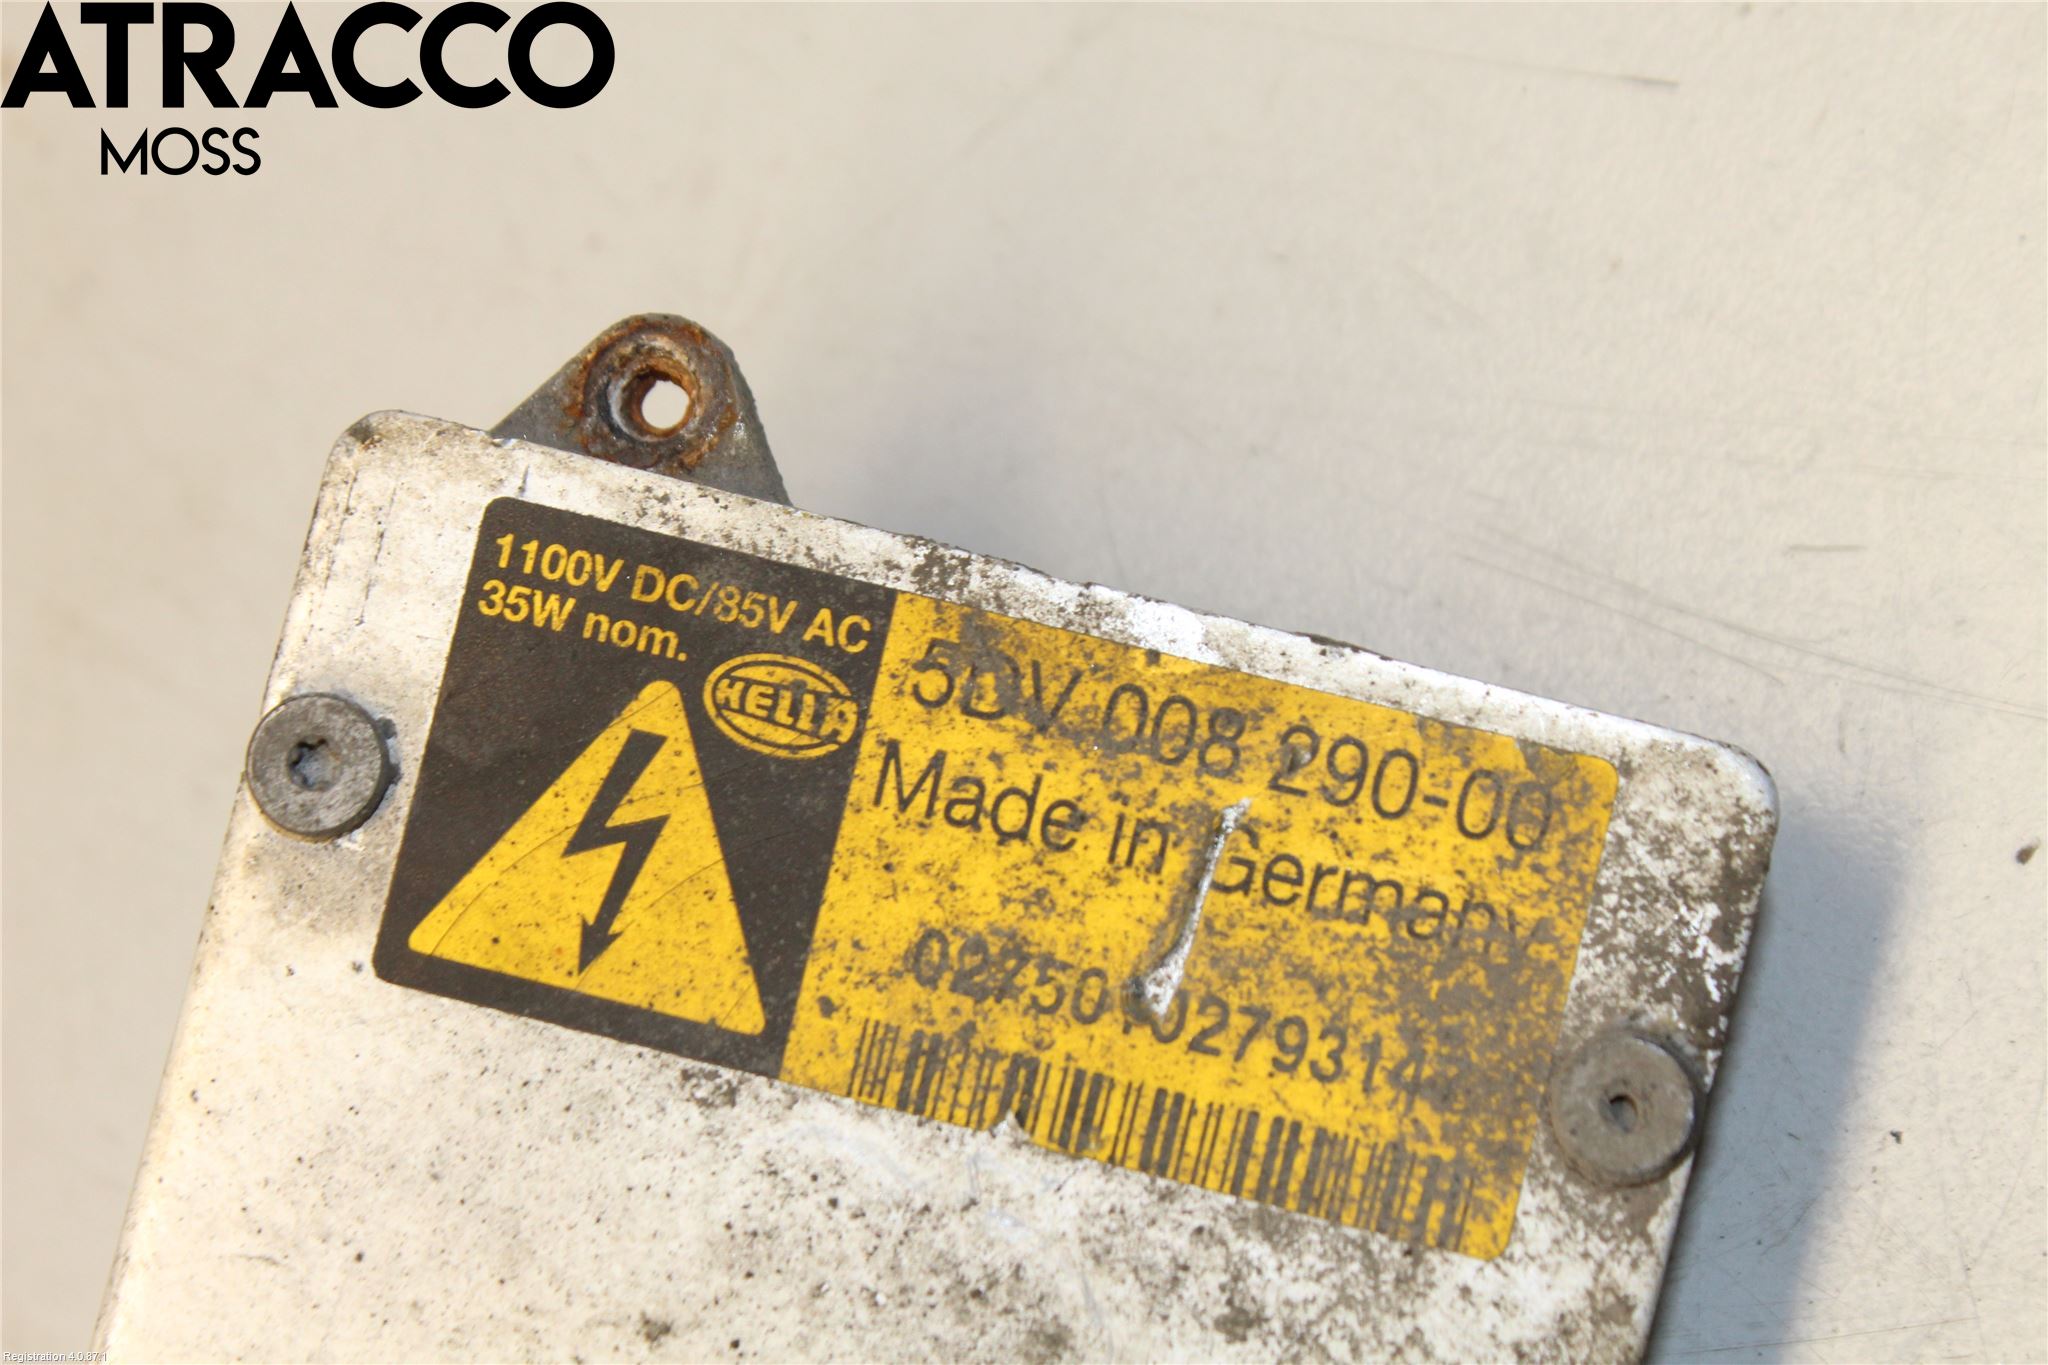 ATRACCO
MOSS
1100V DC/85V AC
35W nom.
HELLA
5DV 008 290-00
Made in Germany
Registration 4.0.87.1